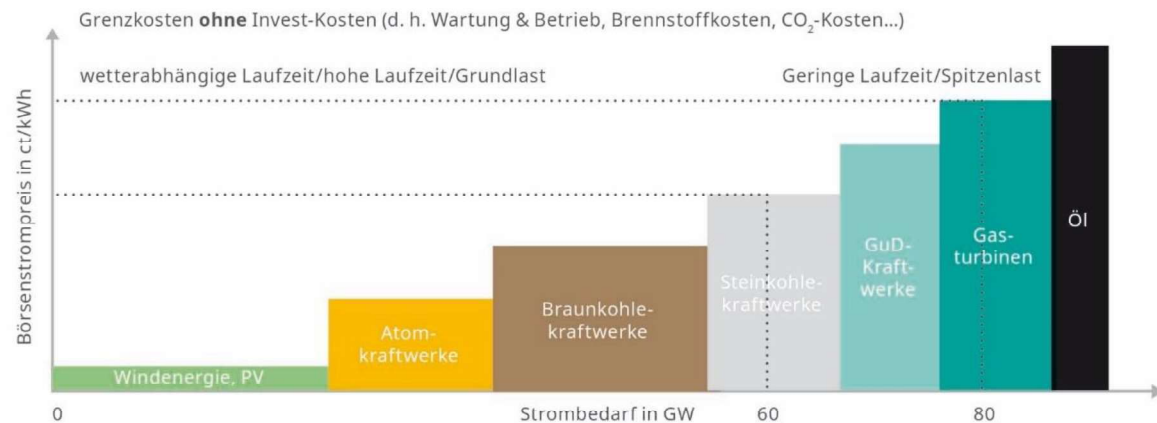 Grenzkosten ohne Invest-Kosten (d. h. Wartung & Betrieb, Brennstoffkosten, CO₂-Kosten...)
wetterabhängige Laufzeit/hohe Laufzeit/Grundlast
Geringe Laufzeit/Spitzenlast
Börsenstrompreis in ct/kWh
Windenergie, PV
Atom-
kraftwerke
Braunkohle-
kraftwerke
Steinkohle-
kraftwerke
GuD-
Kraft-
werke
Gas-
turbinen
Öl
0
Strombedarf in GW
60
80